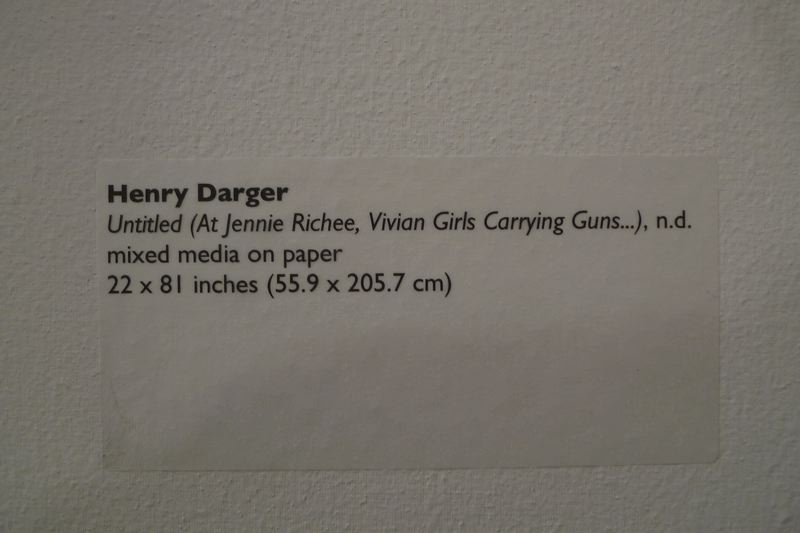 Henry Darger
Untitled (At Jennie Richee, Vivian Girls Carrying Guns...), n.d.
mixed media on paper
22 x 81 inches (55.9 x 205.7 cm)